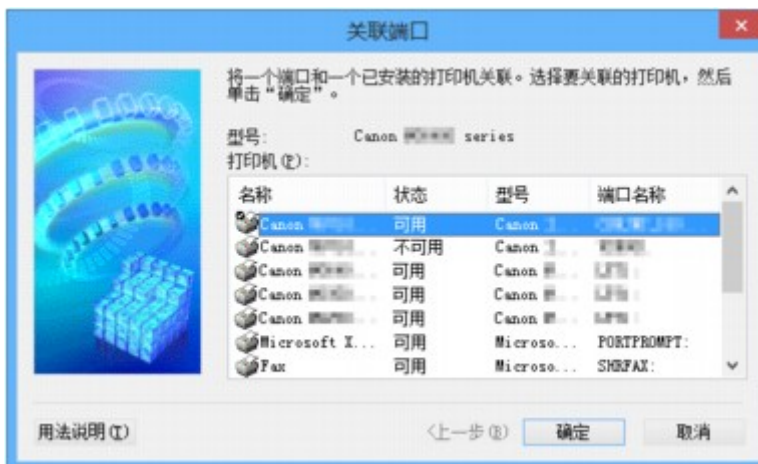 关联端口
将一个端口和一个已安装的打印机关联。选择要关联的打印机，然后
单击“确定”。
型号: Canon series
打印机(P):
名称 状态 型号 端口名称
Canon 可用 Canon
Canon 不可用 Canon
Canon 可用 Canon
Canon 可用 Canon
Canon 可用 Canon
Microsoft X... 可用 Microso... PORTPROMPT:
Fax 可用 Microso... SHRFAX:
用法说明(I) <上一步(B) 确定 取消